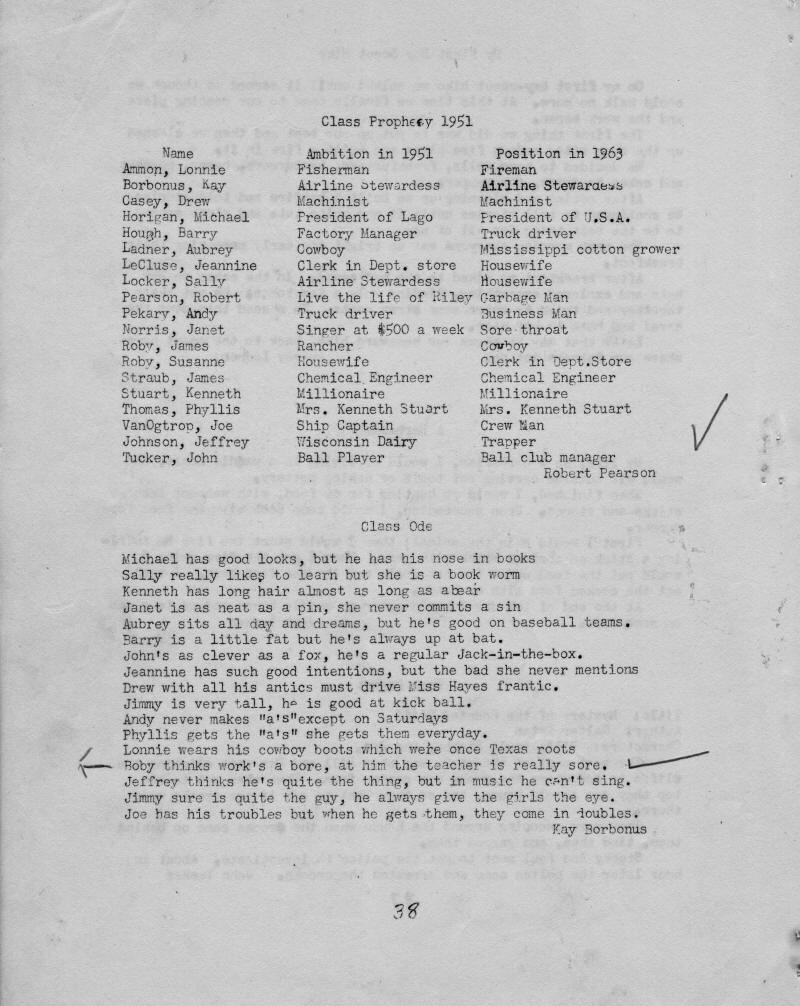 Class Prophecy 1951
Name Ambition in 1951 Position in 1963
Ammon, Lonnie Fisherman Fireman
Borbonus, Kay Airline Stewardess Airline Stewardess
Casey, Drew Machinist Machinist
Horigan, Michael President of Lago President of U.S.A.
Hough, Barry Factory Manager Truck driver
Ladner, Aubrey Cowboy Mississippi cotton grower
LeCluse, Jeannine Clerk in Dept. store Housewife
Locker, Sally Airline Stewardess Housewife
Pearson, Robert Live the life of Riley Garbage Man
Pekary, Andy Truck driver Business Man
Norris, Janet Singer at $500 a week Sore throat
Roby, James Rancher Cowboy
Roby, Susanne Housewife Clerk in Dept.Store
Straub, James Chemical Engineer Chemical Engineer
Stuart, Kenneth Millionaire Millionaire
Thomas, Phyllis Mrs. Kenneth Stuart Mrs. Kenneth Stuart
VanOgtrop, Joe Ship Captain Crew Man
Johnson, Jeffrey Wisconsin Dairy Trapper
Tucker, John Ball Player Ball club manager
Robert Pearson
Class Ode
Michael has good looks, but he has his nose in books
Sally really likes to learn but she is a book worm
Kenneth has long hair almost as long as abear
Janet is as neat as a pin, she never commits a sin
Aubrey sits all day and dreams, but he's good on baseball teams.
Barry is a little fat but he's always up at bat.
John's as clever as a fox, he's a regular Jack-in-the-box.
Jeannine has such good intentions, but the bad she never mentions
Drew with all his antics must drive Miss Hayes frantic.
Jimmy is very tall, he is good at kick ball.
Andy never makes "a's"except on Saturdays
Phyllis gets the "a's" she gets them everyday.
Lonnie wears his cowboy boots which were once Texas roots
Boby thinks work's a bore, at him the teacher is really sore.
Jeffrey thinks he's quite the thing, but in music he can't sing.
Jimmy sure is quite the guy, he always give the girls the eye.
Joe has his troubles but when he gets them, they come in doubles.
Kay Borbonus
38